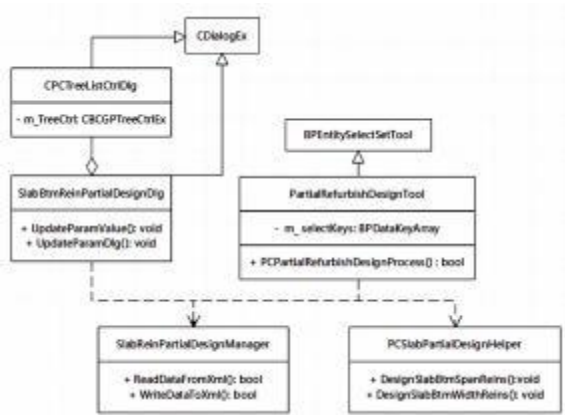 CDialogEx
CPCTreeListCtrlDlg
- m_TreeCtrl: CBCGPTreeCtrlEx
BPEntitySelectSetTool
SlabBtmReinPartialDesignDlg
+ UpdateParamValue(): void
+ UpdateParamDlg(): void
PartialRefurbishDesignTool
- m_selectKeys: BPDataKeyArray
+ PCPartialRefurbishDesignProcess() : bool
SlabReinPartialDesignManager
+ ReadDataFromXml(): bool
+ WriteDataToXml(): bool
PCSlabPartialDesignHelper
+ DesignSlabBtmSpanReins():void
+ DesignSlabBtmWidthReins(): void